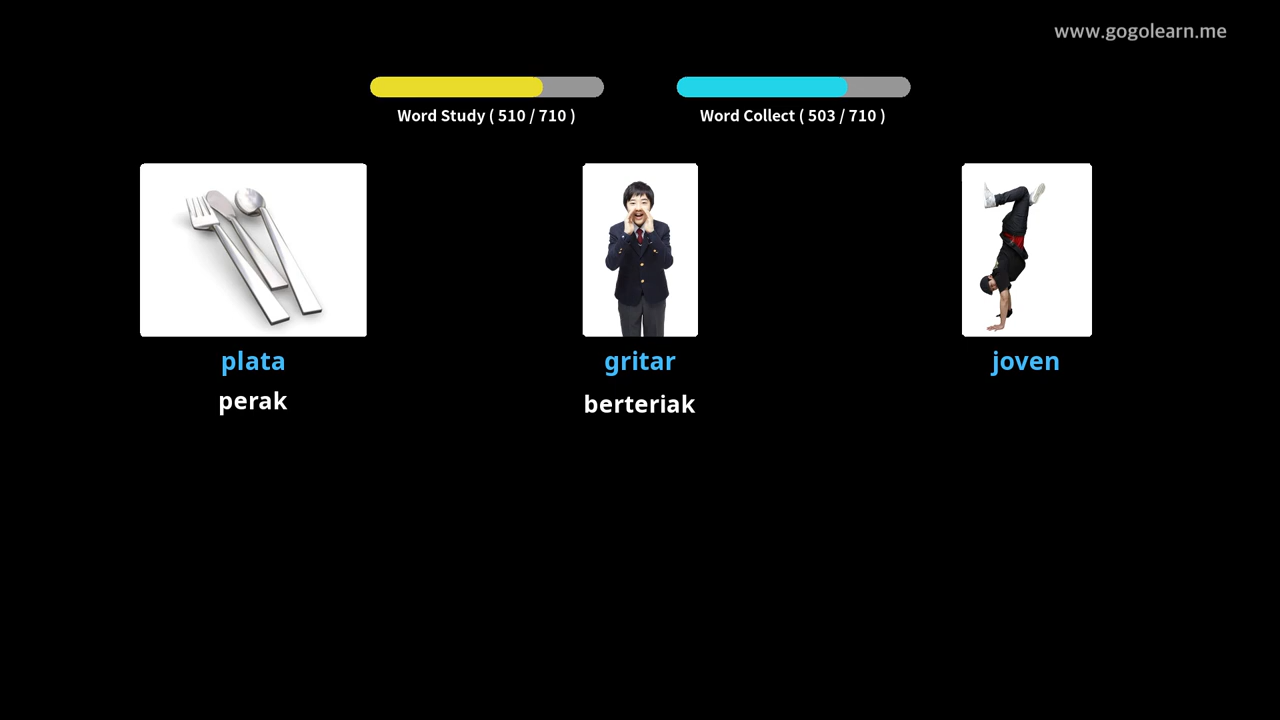 www.gogolearn.me
Word Study ( 510 / 710 )
Word Collect ( 503 / 710 )
plata
gritar
joven
perak
berteriak